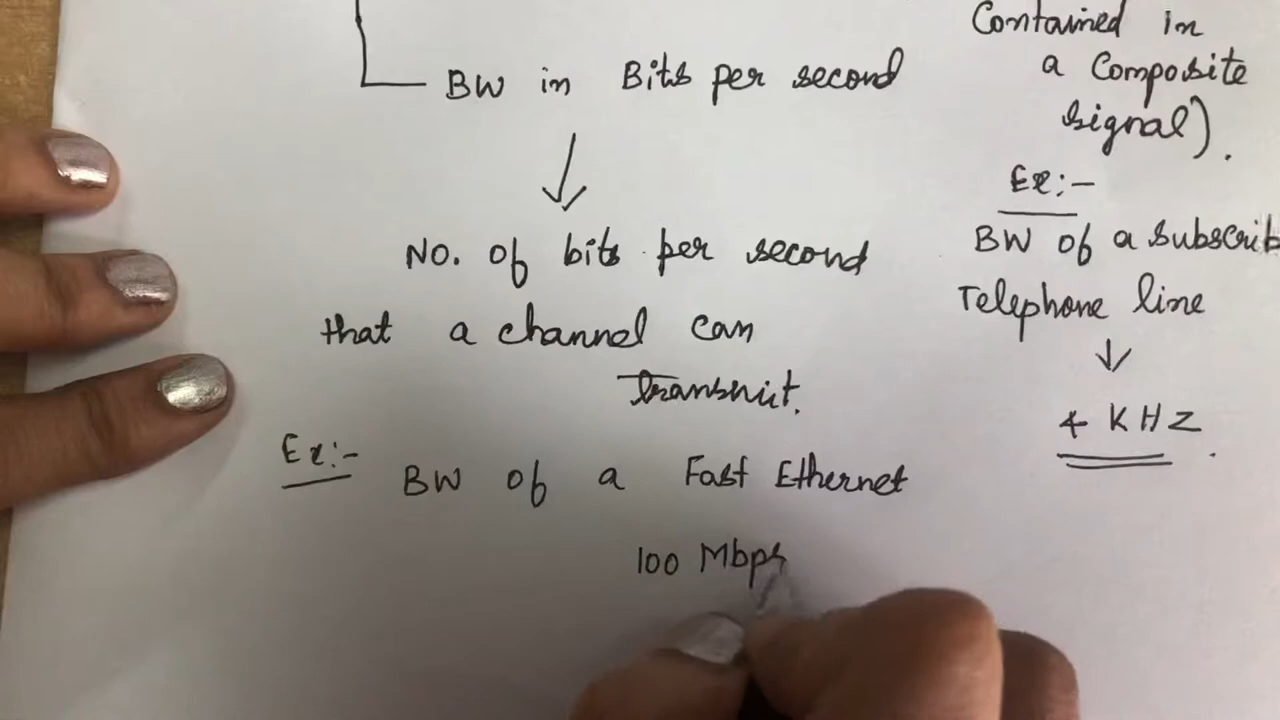 BW in Bits per second
NO. of bits per second
that a channel can
transmit.
Ex:-
BW of a Fast Ethernet
100 Mbps
Contained in
a Composite
signal).
Ex:-
BW of a subscrib
Telephone line
4 KHZ.